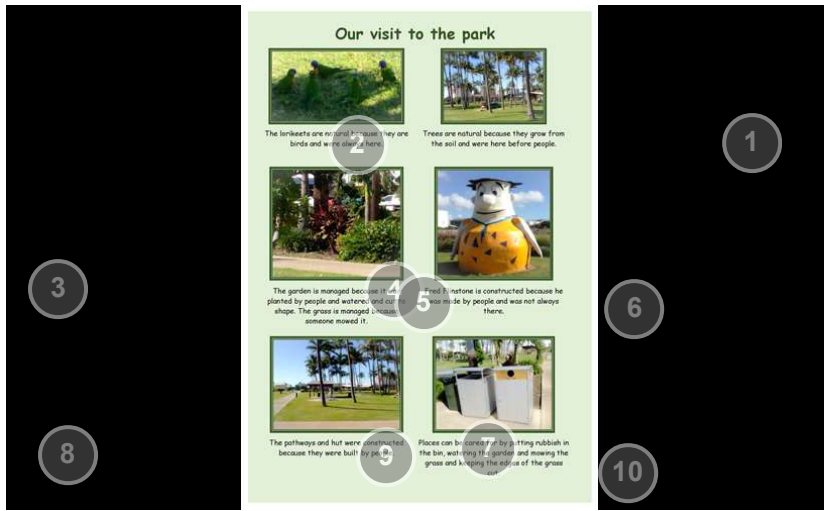 Our visit to the park
The lorikeets are natural because they are
birds and were always here.
Trees are natural because they grow from
the soil and were here before people.
The garden is managed because it was
planted by people and watered and cut to
shape. The grass is managed because
someone mowed it.
Fred Flinstone is constructed because he
was made by people and was not always
there.
The pathways and hut were constructed
because they were built by people.
Places can be cared for by putting rubbish in
the bin, watering the garden and mowing the
grass and keeping the edges of the grass
cut.
1
2
3
4
5
6
7
8
9
10